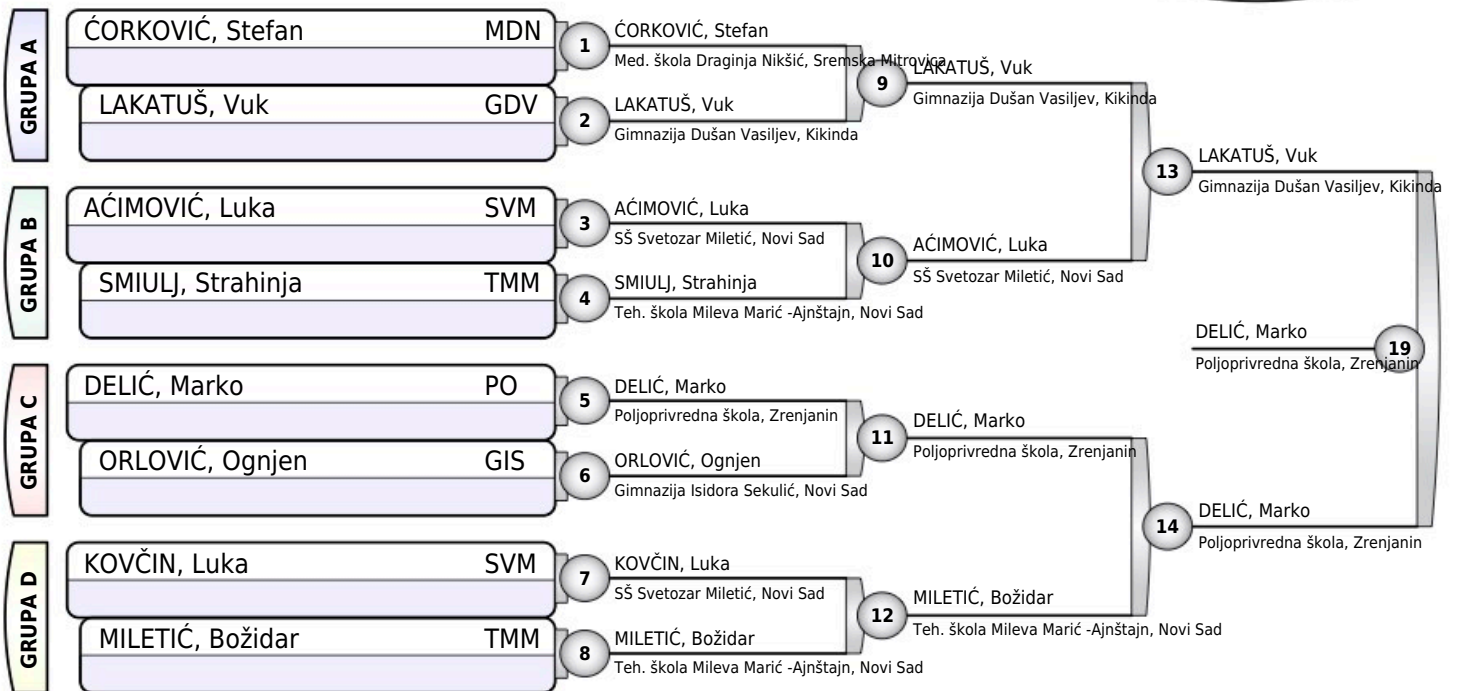 GRUPA A
ĆORKOVIĆ, Stefan MDN
LAKATUŠ, Vuk GDV
GRUPA B
AĆIMOVIĆ, Luka SVM
SMIULJ, Strahinja TMM
GRUPA C
DELIĆ, Marko PO
ORLOVIĆ, Ognjen GIS
GRUPA D
KOVČIN, Luka SVM
MILETIĆ, Božidar TMM
1
ĆORKOVIĆ, Stefan
Med. škola Draginja Nikšić, Sremska Mitrovica
2
LAKATUŠ, Vuk
Gimnazija Dušan Vasiljev, Kikinda
3
AĆIMOVIĆ, Luka
SŠ Svetozar Miletić, Novi Sad
4
SMIULJ, Strahinja
Teh. škola Mileva Marić -Ajnštajn, Novi Sad
5
DELIĆ, Marko
Poljoprivredna škola, Zrenjanin
6
ORLOVIĆ, Ognjen
Gimnazija Isidora Sekulić, Novi Sad
7
KOVČIN, Luka
SŠ Svetozar Miletić, Novi Sad
8
MILETIĆ, Božidar
Teh. škola Mileva Marić -Ajnštajn, Novi Sad
9
LAKATUŠ, Vuk
Gimnazija Dušan Vasiljev, Kikinda
10
AĆIMOVIĆ, Luka
SŠ Svetozar Miletić, Novi Sad
11
DELIĆ, Marko
Poljoprivredna škola, Zrenjanin
12
MILETIĆ, Božidar
Teh. škola Mileva Marić -Ajnštajn, Novi Sad
13
LAKATUŠ, Vuk
Gimnazija Dušan Vasiljev, Kikinda
14
DELIĆ, Marko
Poljoprivredna škola, Zrenjanin
19
DELIĆ, Marko
Poljoprivredna škola, Zrenjanin